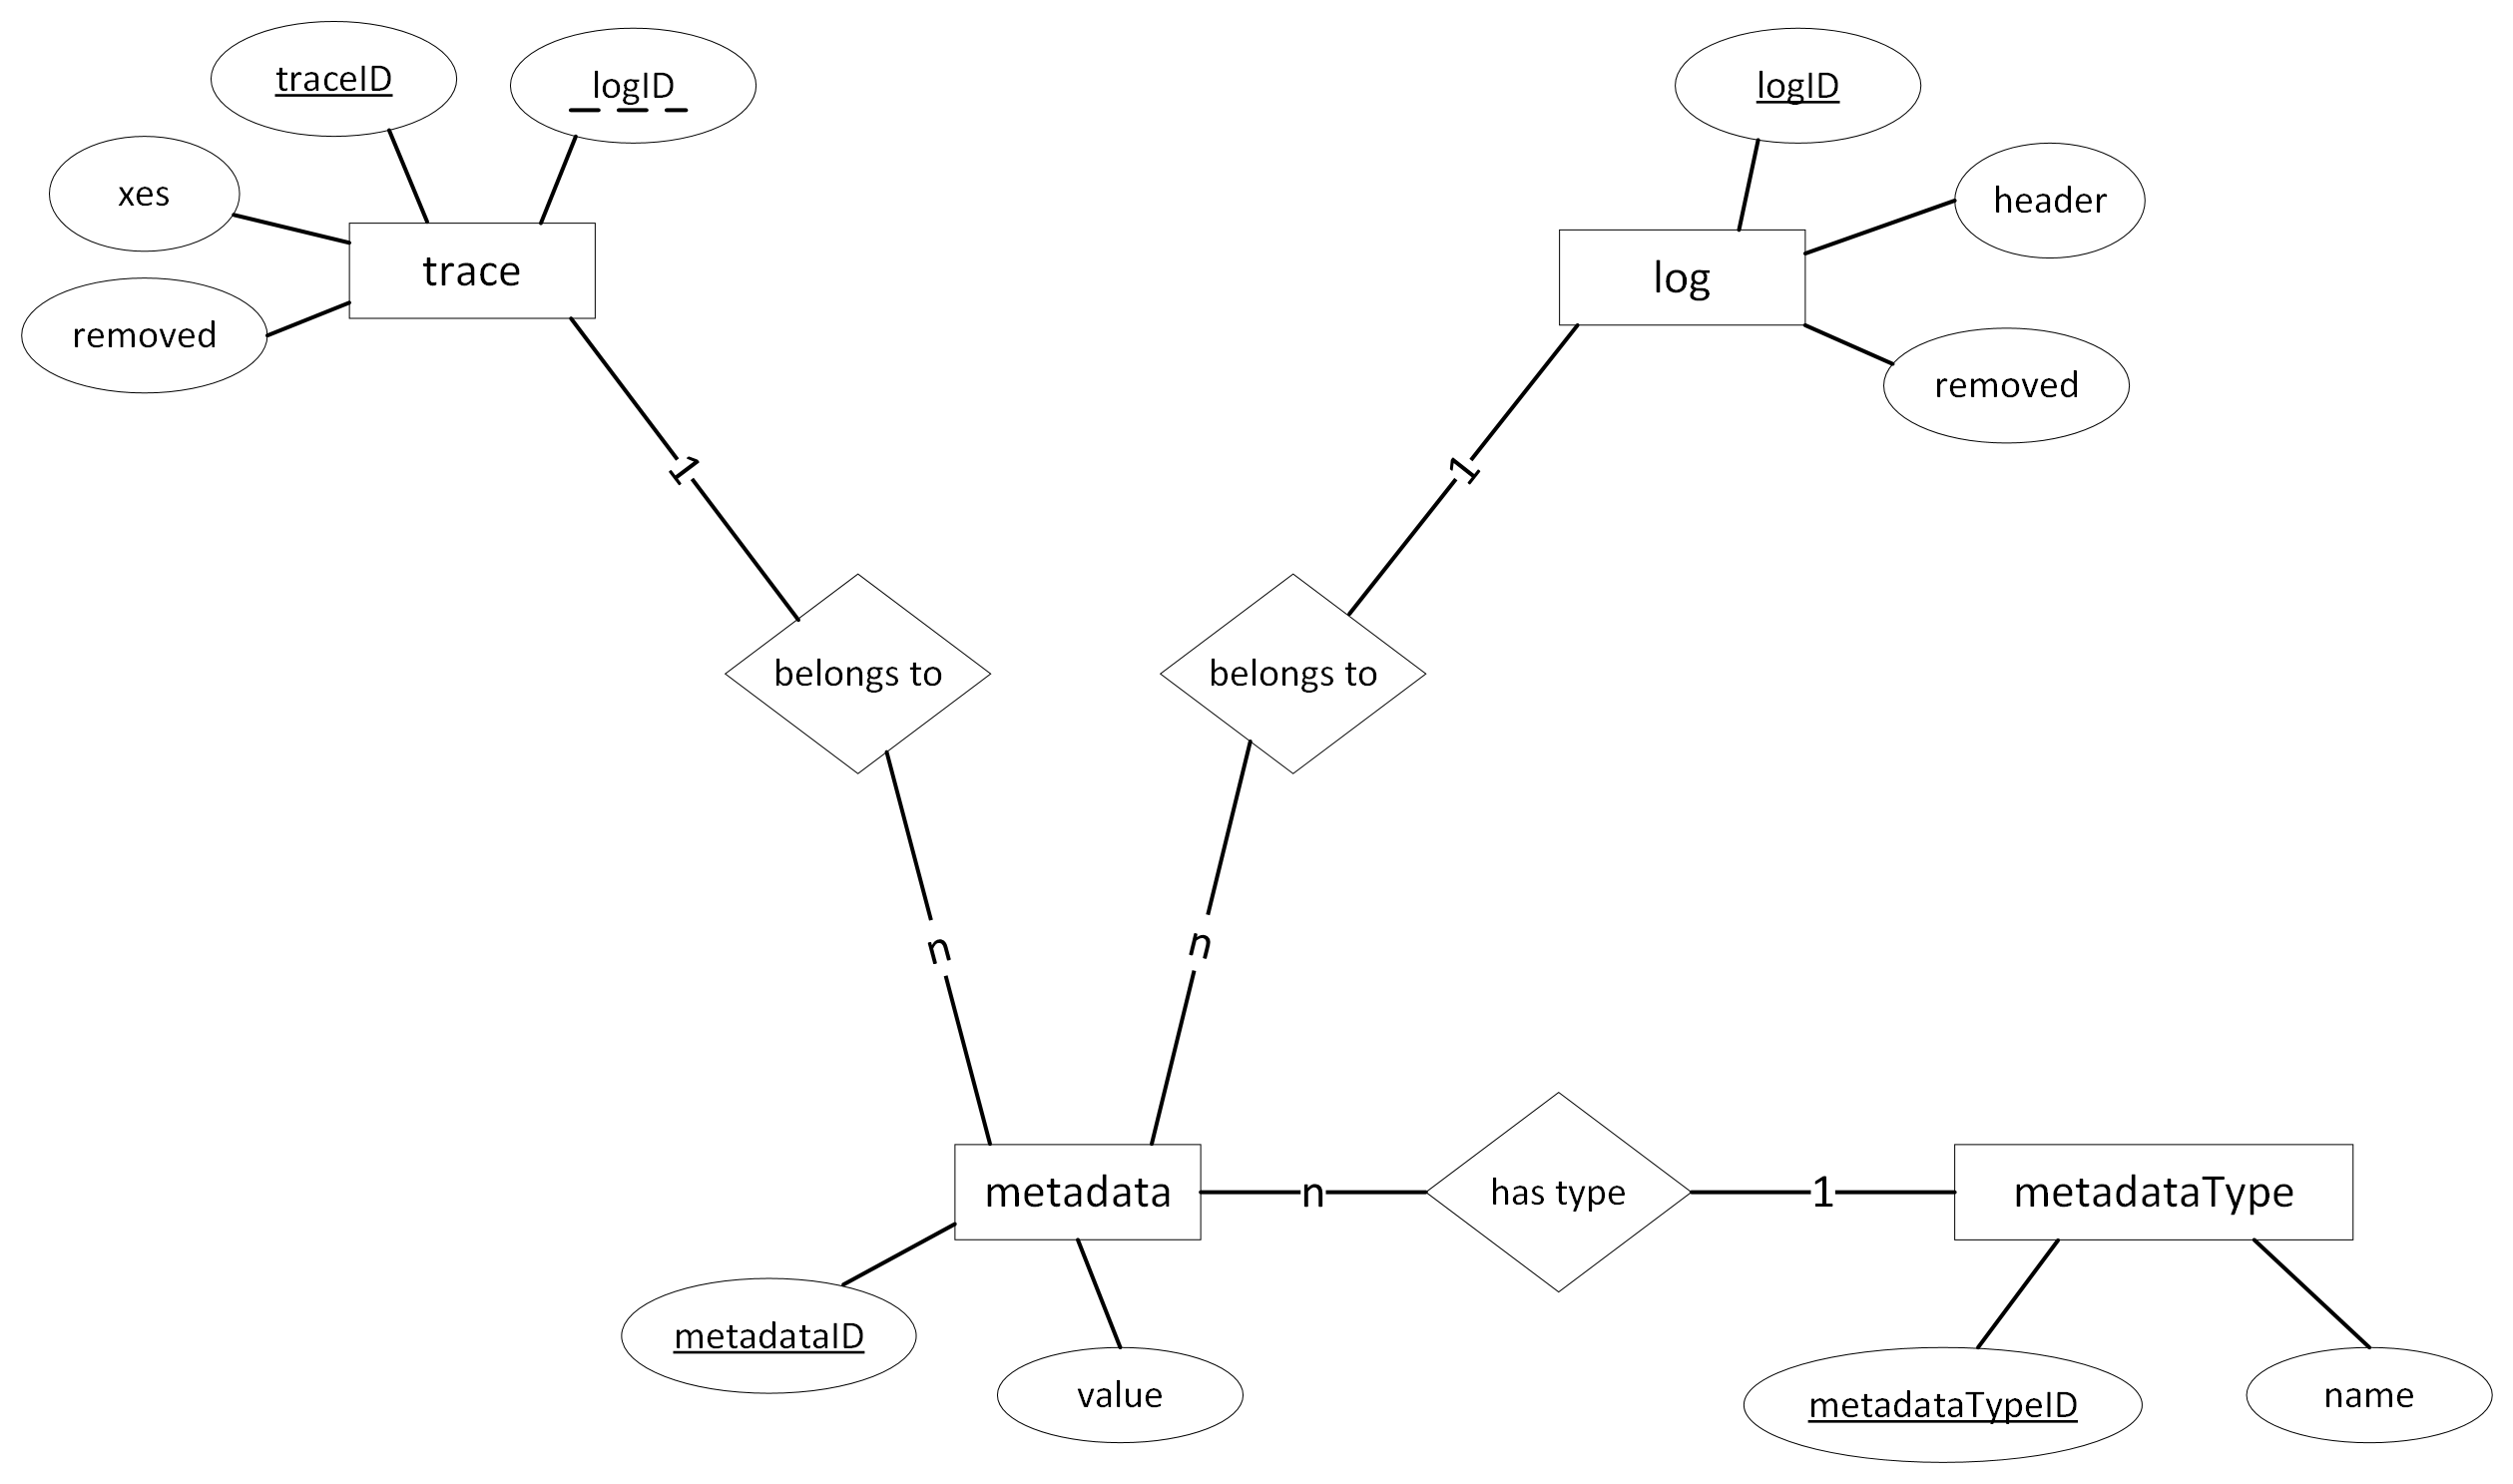 traceID
logID
logID
xes
header
trace
log
removed
removed
1
1
belongs to
belongs to
n
n
metadata
n
has type
1
metadataType
metadataID
value
metadataTypeID
name